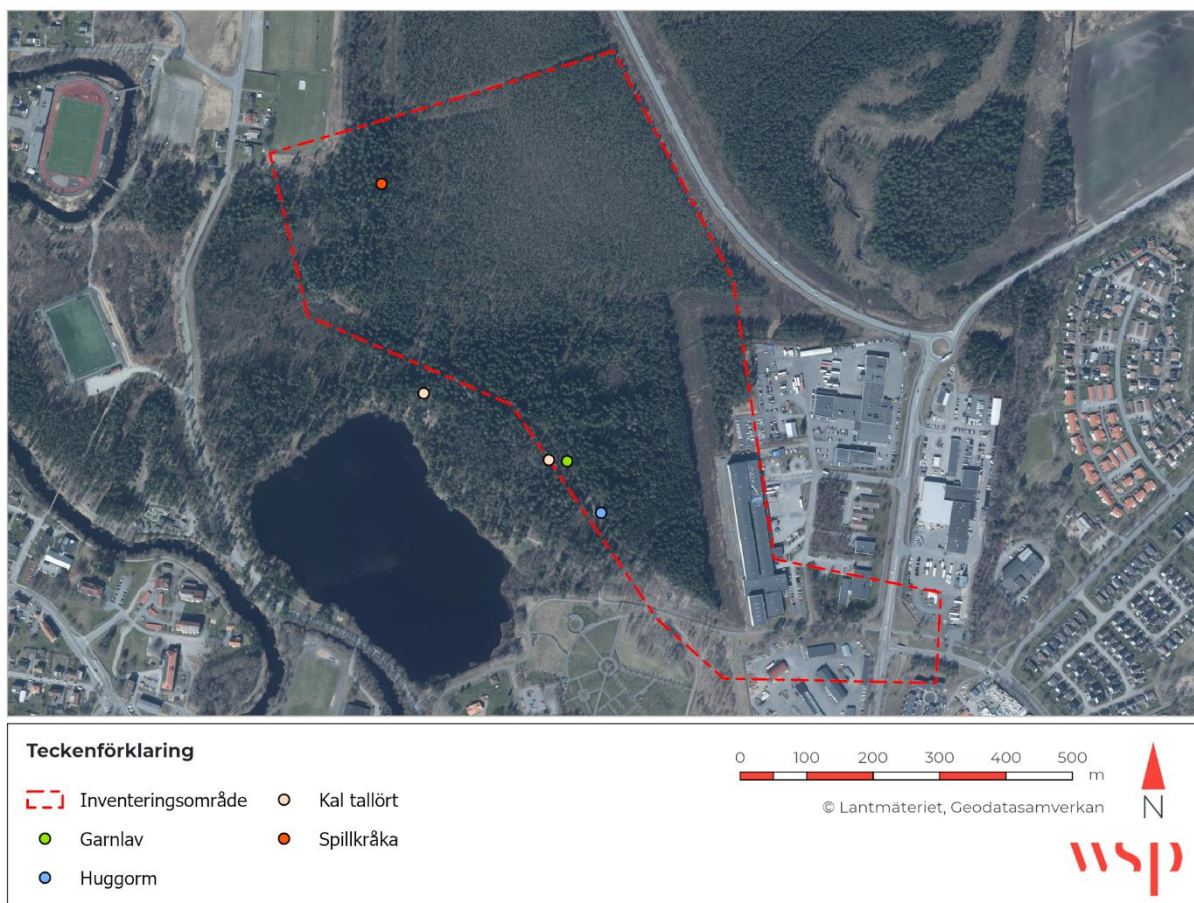 Teckenförklaring
Inventeringsområde
Kal tallört
Garnlav
Spillkråka
Huggorm
0 100 200 300 400 500
m
© Lantmäteriet, Geodatasamverkan
N
wsp